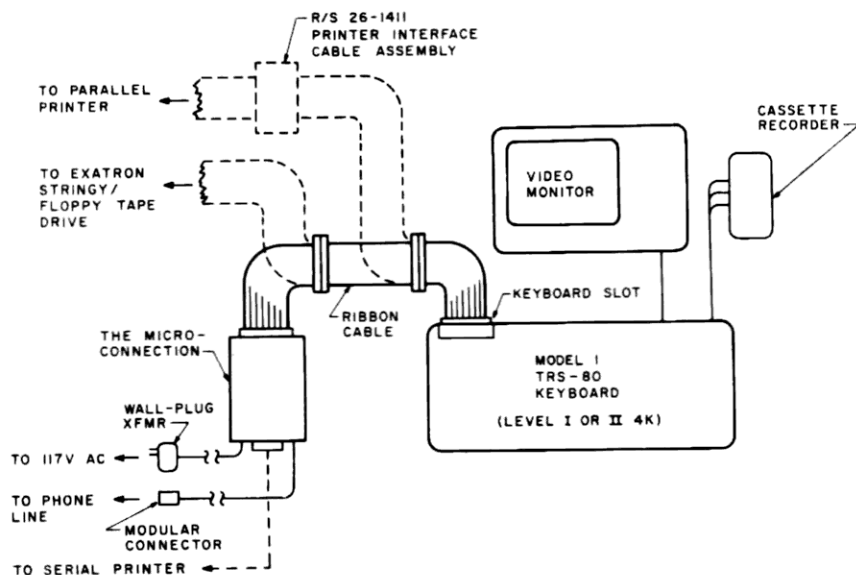 R/S 26-1411
PRINTER INTERFACE
CABLE ASSEMBLY
TO PARALLEL
PRINTER
CASSETTE
RECORDER
TO EXATRON
STRINGY/
FLOPPY TAPE
DRIVE
VIDEO
MONITOR
KEYBOARD SLOT
RIBBON
CABLE
THE MICRO-
CONNECTION
MODEL I
TRS-80
KEYBOARD
(LEVEL I OR II 4K)
WALL-PLUG
XFMR
TO 117V AC
TO PHONE
LINE
MODULAR
CONNECTOR
TO SERIAL PRINTER